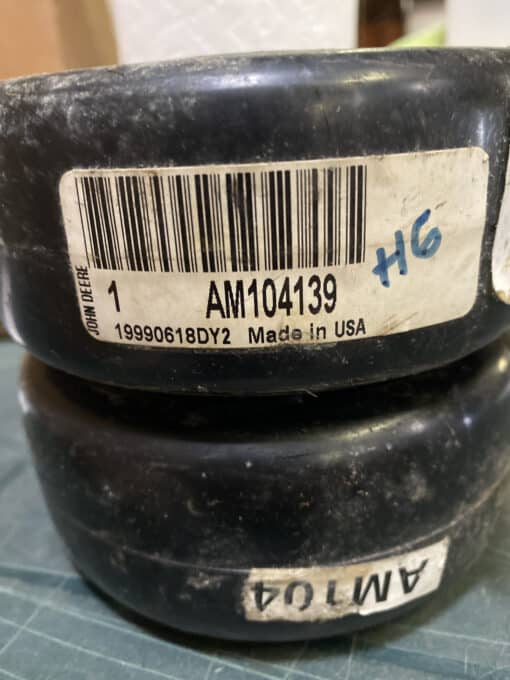 JOHN DEERE
H6
1 AM104139
19990618DY2 Made in USA
AM104